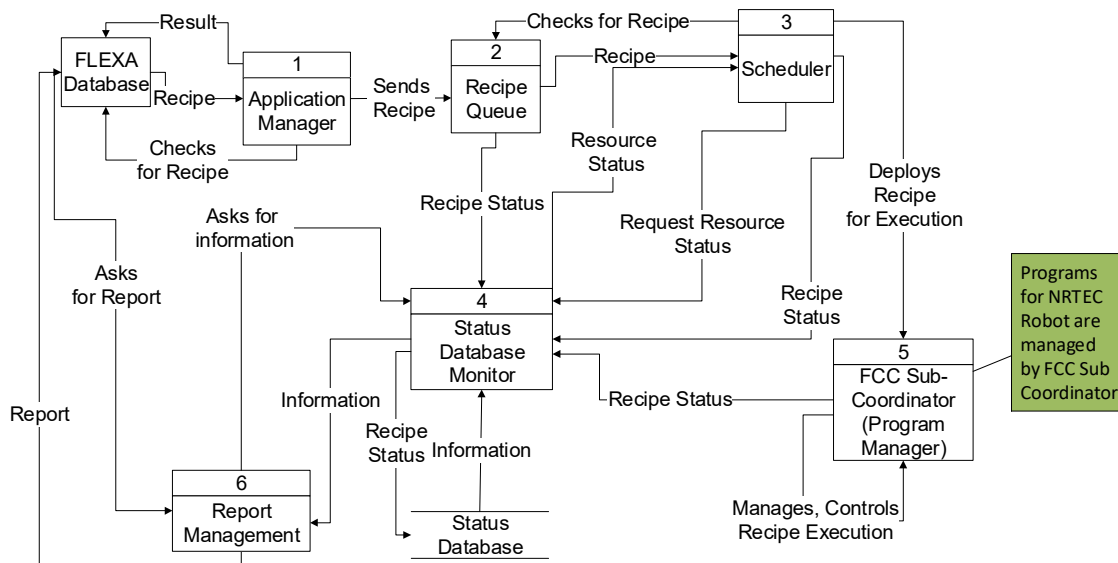 Result
FLEXA
Database
Recipe
1
Application
Manager
Checks
for Recipe
Sends
Recipe
Checks for Recipe
2
Recipe
Queue
Recipe
3
Scheduler
Resource
Status
Recipe Status
Request Resource
Status
Deploys
Recipe
for Execution
Asks for
information
Asks
for Report
Recipe
Status
Programs
for NRTEC
Robot are
managed
by FCC Sub
Coordinator
4
Status
Database
Monitor
5
FCC Sub-
Coordinator
(Program
Manager)
Recipe Status
Report
Information
Recipe
Status
Information
6
Report
Management
Status
Database
Manages, Controls
Recipe Execution